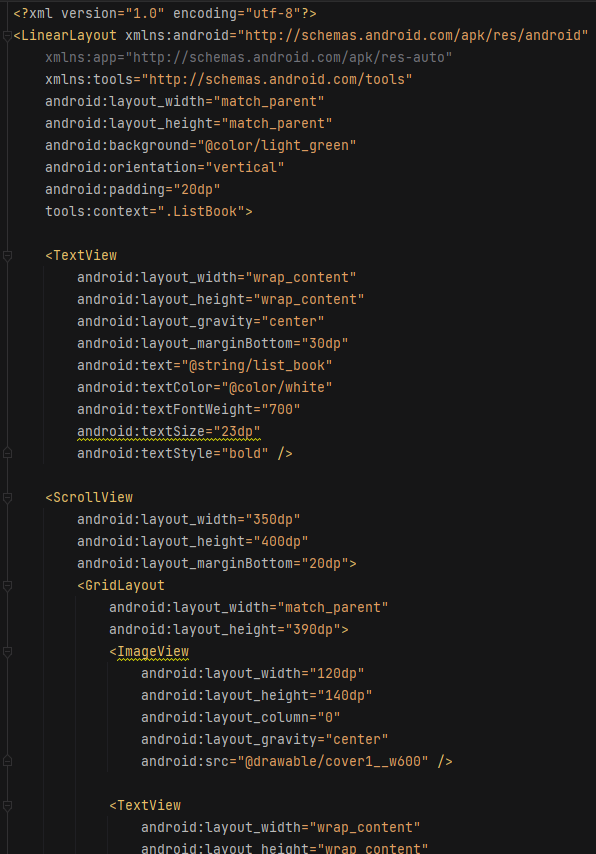 <?xml version="1.0" encoding="utf-8"?>
<LinearLayout xmlns:android="http://schemas.android.com/apk/res/android"
    xmlns:app="http://schemas.android.com/apk/res-auto"
    xmlns:tools="http://schemas.android.com/tools"
    android:layout_width="match_parent"
    android:layout_height="match_parent"
    android:background="@color/light_green"
    android:orientation="vertical"
    android:padding="20dp"
    tools:context=".ListBook">

    <TextView
        android:layout_width="wrap_content"
        android:layout_height="wrap_content"
        android:layout_gravity="center"
        android:layout_marginBottom="30dp"
        android:text="@string/list_book"
        android:textColor="@color/white"
        android:textFontWeight="700"
        android:textSize="23dp"
        android:textStyle="bold" />

    <ScrollView
        android:layout_width="350dp"
        android:layout_height="400dp"
        android:layout_marginBottom="20dp">
        <GridLayout
            android:layout_width="match_parent"
            android:layout_height="390dp">
            <ImageView
                android:layout_width="120dp"
                android:layout_height="140dp"
                android:layout_column="0"
                android:layout_gravity="center"
                android:src="@drawable/cover1__w600" />

            <TextView
                android:layout_width="wrap_content"
                android:layout_height="wrap_content"